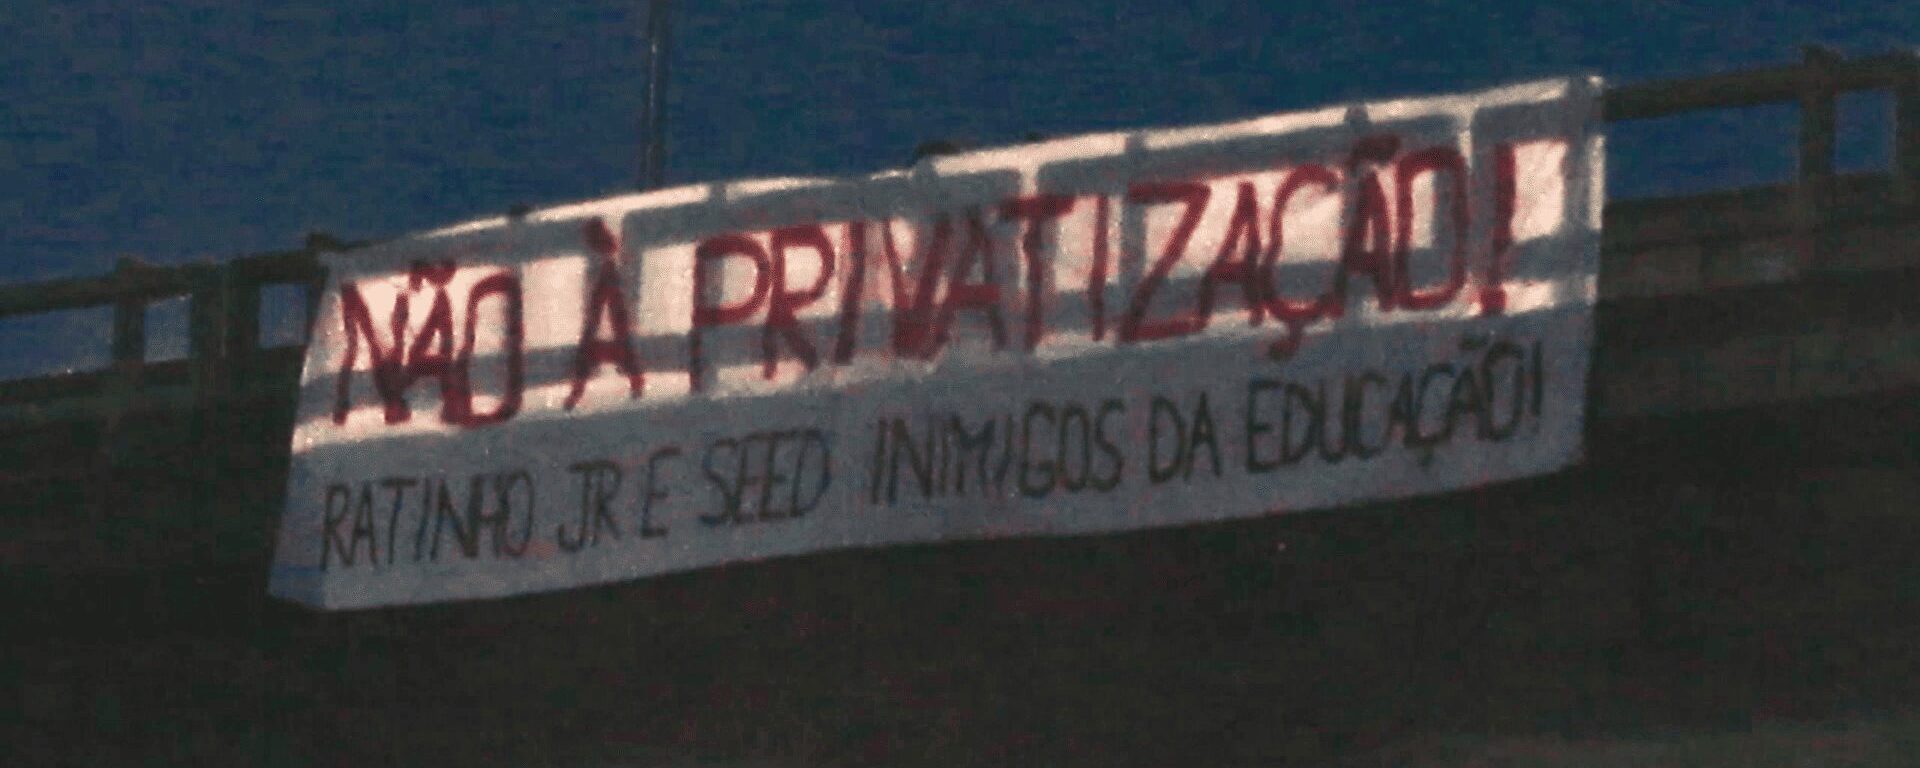 NÃO À PRIVATIZAÇÃO!
RATINHO JR E SEED INIMIGOS DA EDUCAÇÃO!